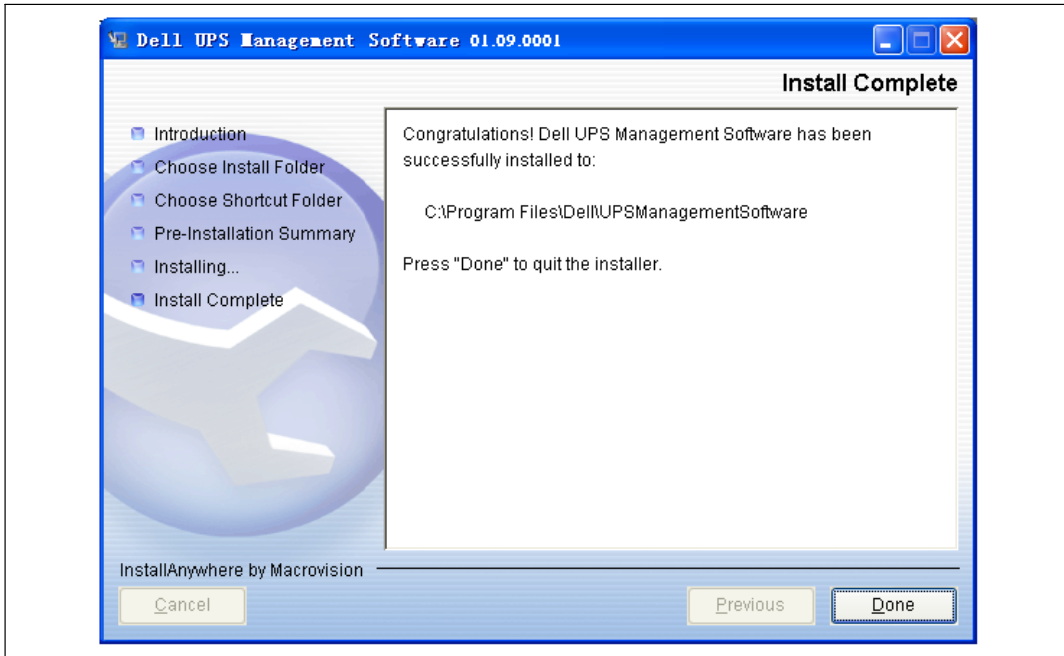 Dell UPS Management Software 01.09.0001
Install Complete
Introduction
Choose Install Folder
Choose Shortcut Folder
Pre-Installation Summary
Installing...
Install Complete
Congratulations! Dell UPS Management Software has been
successfully installed to:
C:\Program Files\Dell\UPSManagementSoftware
Press "Done" to quit the installer.
InstallAnywhere by Macrovision
Cancel
Previous
Done